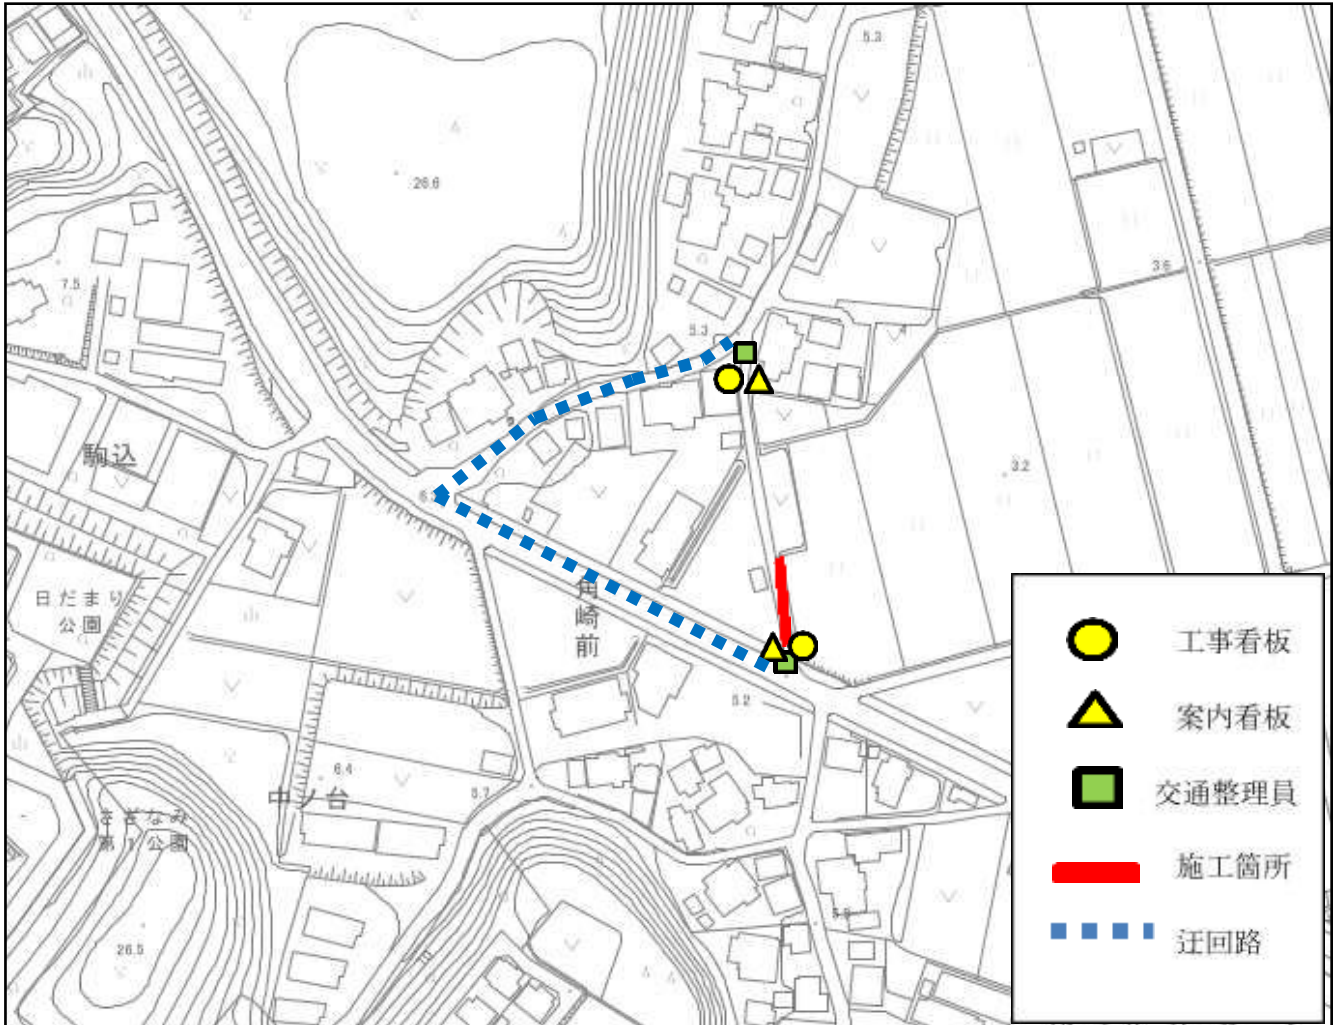 5.3
26.6
7.5
3.6
5.3
駒込
3.2
日だまり
公園
角
崎
前
5.2
6.4
中ノ台
5.7
さざなみ
第1公園
26.5
工事看板
案内看板
交通整理員
施工箇所
迂回路